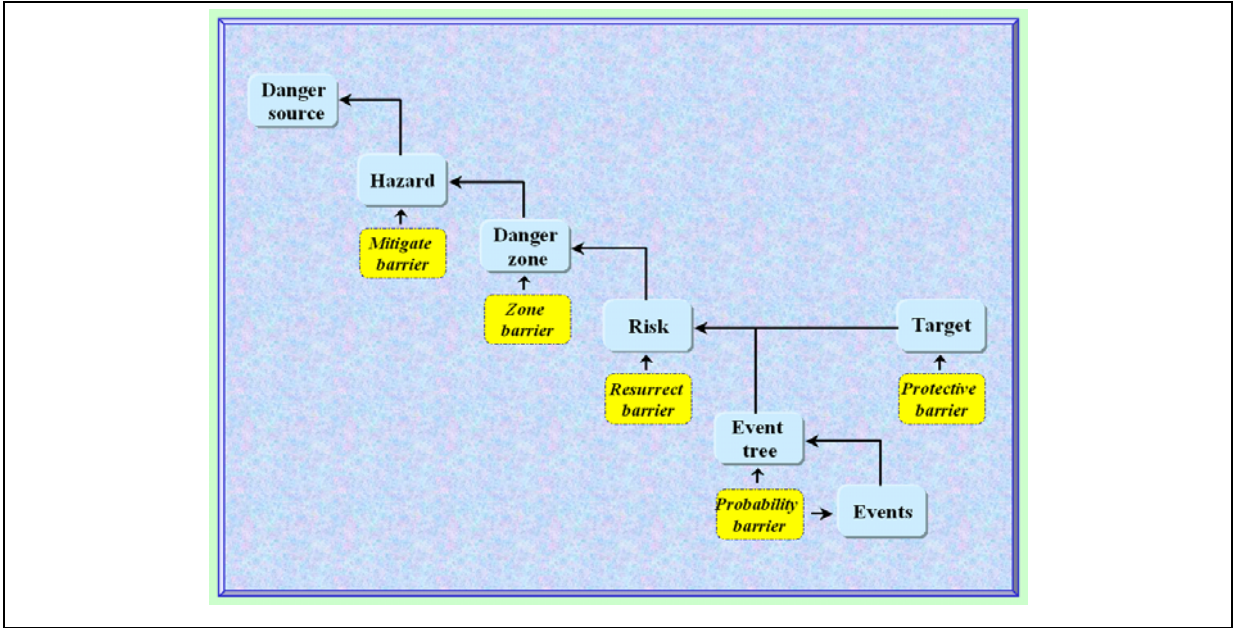 Danger
source
Hazard
Mitigate
barrier
Danger
zone
Zone
barrier
Risk
Resurrect
barrier
Target
Protective
barrier
Event
tree
Probability
barrier
Events